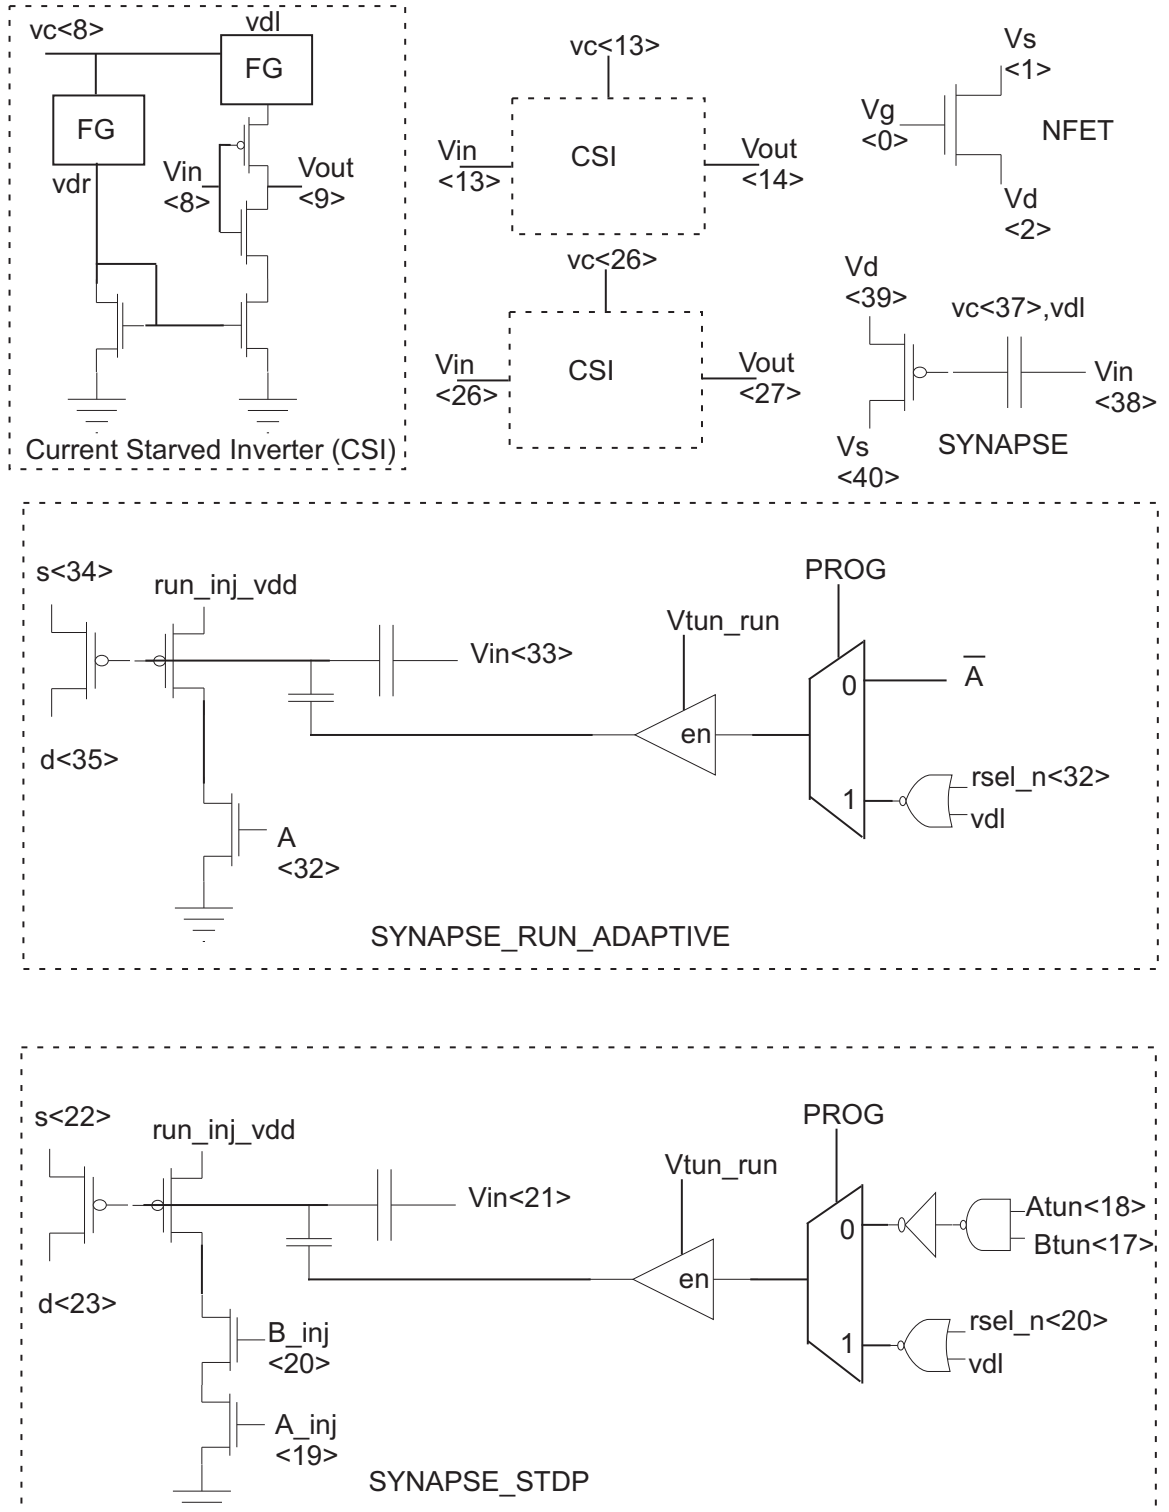 vc<8>
vdl
FG
FG
Vin
<8>
Vout
<9>
vdr
Current Starved Inverter (CSI)
vc<13>
Vin
<13>
CSI
Vout
<14>
vc<26>
Vin
<26>
CSI
Vout
<27>
Vs
<1>
Vg
<0>
NFET
Vd
<2>
Vd
<39>
vc<37>,vdl
Vin
<38>
Vs
<40>
SYNAPSE
s<34>
run_inj_vdd
Vin<33>
d<35>
A
<32>
Vtun_run
en
PROG
0
1
A̅
rsel_n<32>
vdl
SYNAPSE_RUN_ADAPTIVE
s<22>
run_inj_vdd
Vin<21>
d<23>
B_inj
<20>
A_inj
<19>
Vtun_run
en
PROG
0
1
Atun<18>
Btun<17>
rsel_n<20>
vdl
SYNAPSE_STDP